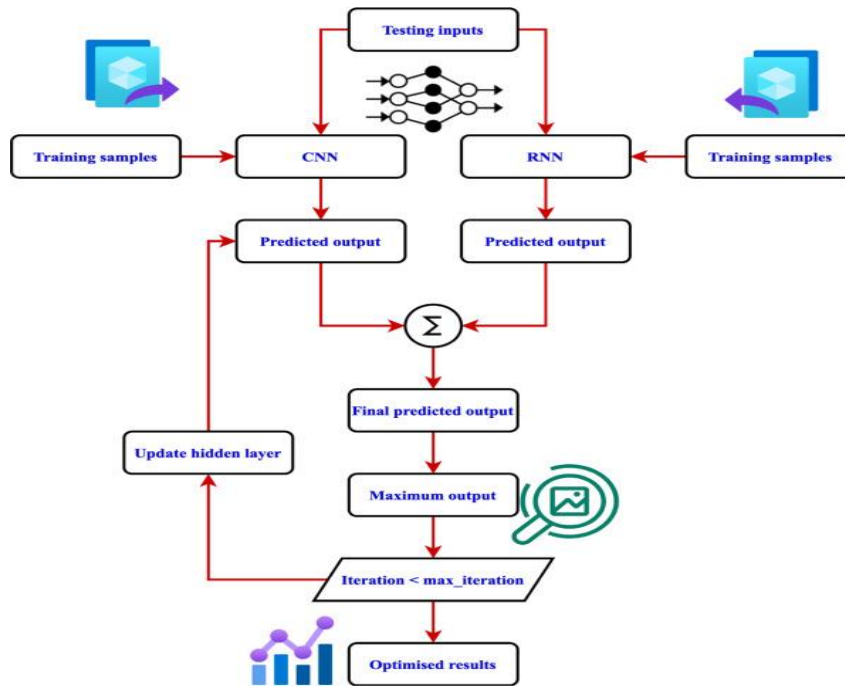 Testing inputs
Training samples
CNN
RNN
Training samples
Predicted output
Predicted output
Σ
Final predicted output
Update hidden layer
Maximum output
Iteration < max_iteration
Optimised results